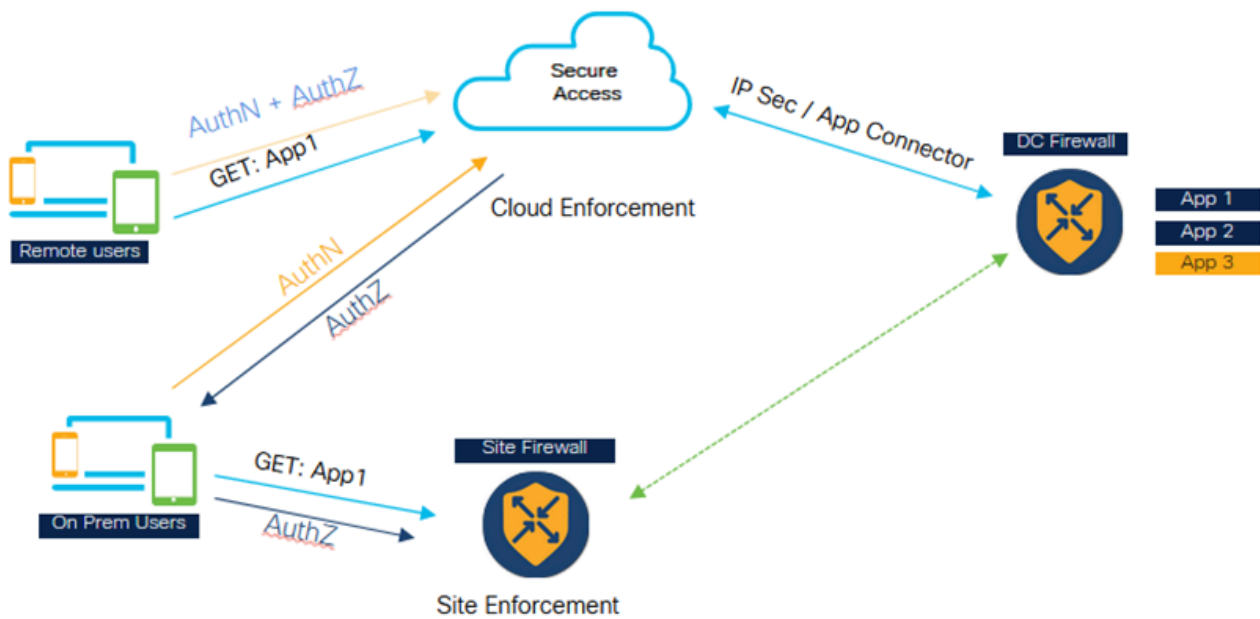 Secure
Access
AuthN + AuthZ
GET: App1
Remote users
IP Sec / App Connector
DC Firewall
App 1
App 2
App 3
Cloud Enforcement
AuthN
AuthZ
On Prem Users
GET: App1
AuthZ
Site Firewall
Site Enforcement